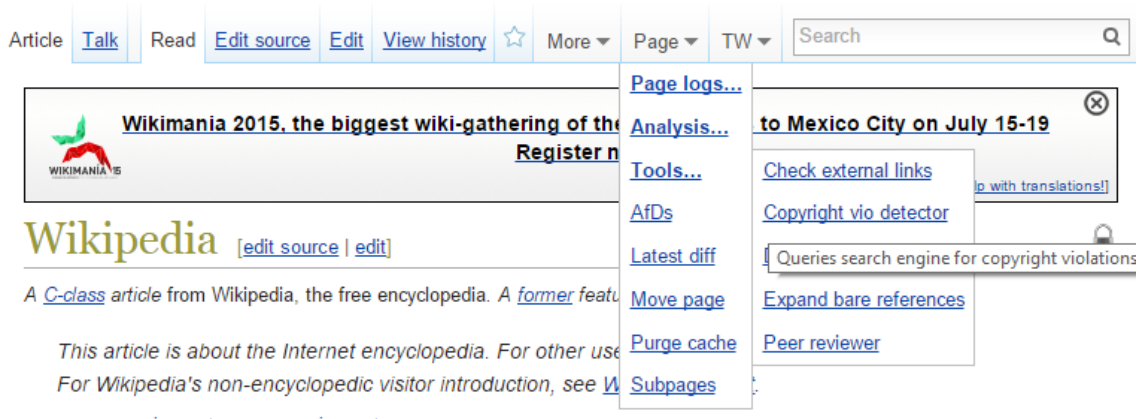 Article Talk Read Edit source Edit View history More Page TW Search
Page logs...
Wikimania 2015, the biggest wiki-gathering of the to Mexico City on July 15-19
Analysis...
Register
WIKIMANIA 15
Tools...
Check external links
with translations!]
AfDs
Copyright vio detector
Wikipedia [edit source | edit]
Latest diff
Queries search engine for copyright violations
A C-class article from Wikipedia, the free encyclopedia. A former
Move page
Expand bare references
This article is about the Internet encyclopedia. For other
Purge cache
Peer reviewer
For Wikipedia's non-encyclopedic visitor introduction, see
Subpages